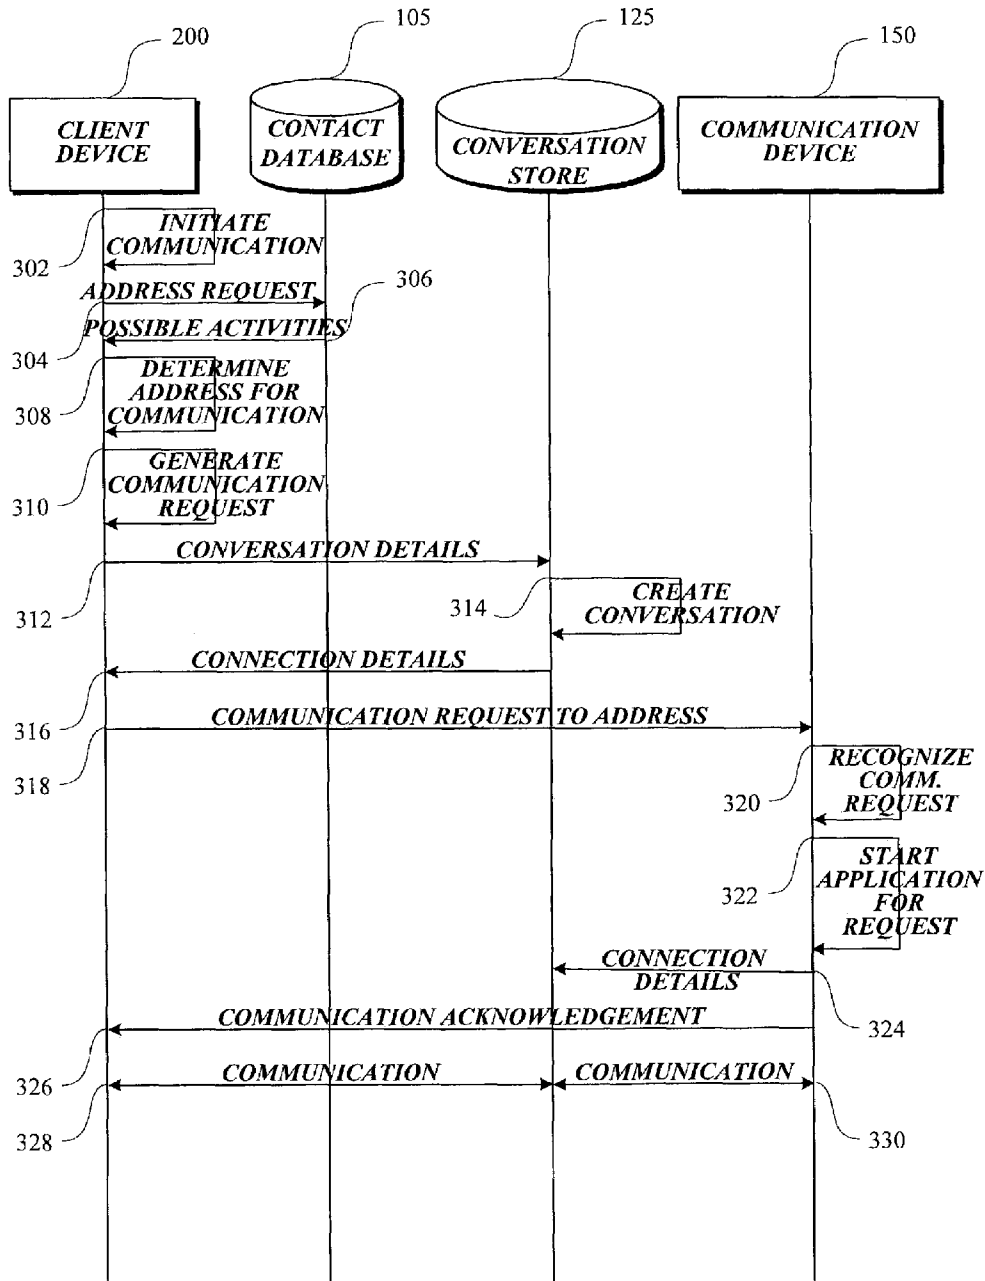 200
105
125
150
CLIENT
DEVICE
CONTACT
DATABASE
CONVERSATION
STORE
COMMUNICATION
DEVICE
INITIATE
COMMUNICATION
302
ADDRESS REQUEST
306
POSSIBLE ACTIVITIES
304
DETERMINE
ADDRESS FOR
COMMUNICATION
308
GENERATE
COMMUNICATION
REQUEST
310
CONVERSATION DETAILS
312
CREATE
CONVERSATION
314
CONNECTION DETAILS
316
COMMUNICATION REQUEST TO ADDRESS
318
RECOGNIZE
COMM.
REQUEST
320
START
APPLICATION
FOR
REQUEST
322
CONNECTION
DETAILS
324
COMMUNICATION ACKNOWLEDGEMENT
326
COMMUNICATION
COMMUNICATION
328
330